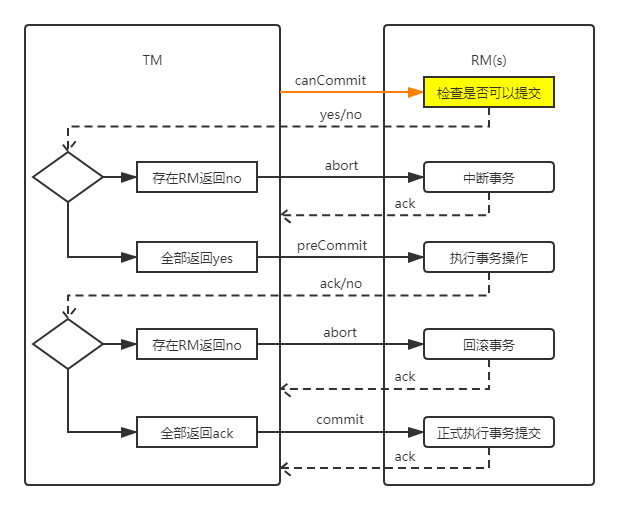 TM
RM(s)
canCommit
检查是否可以提交
yes/no
存在RM返回no
abort
中断事务
ack
全部返回yes
preCommit
执行事务操作
ack/no
存在RM返回no
abort
回滚事务
ack
全部返回ack
commit
正式执行事务提交
ack